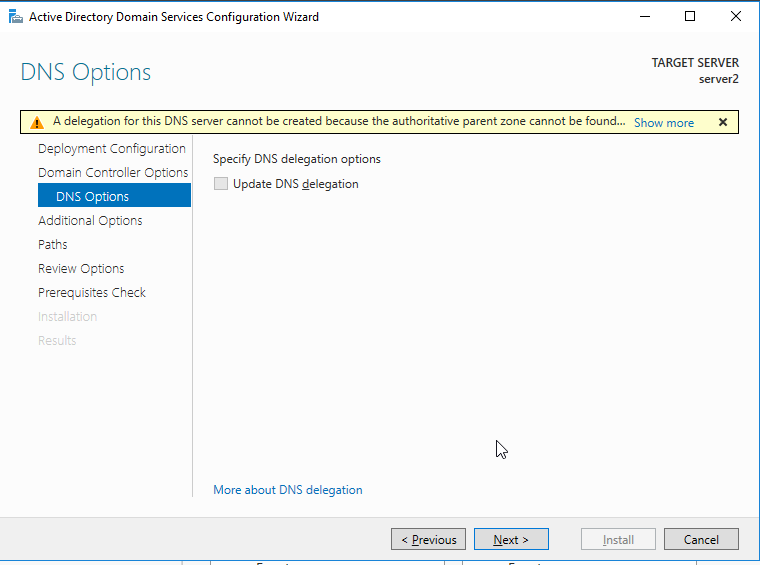 Active Directory Domain Services Configuration Wizard
DNS Options
TARGET SERVER
server2
A delegation for this DNS server cannot be created because the authoritative parent zone cannot be found... Show more
Deployment Configuration
Domain Controller Options
DNS Options
Additional Options
Paths
Review Options
Prerequisites Check
Installation
Results
Specify DNS delegation options
Update DNS delegation
More about DNS delegation
< Previous
Next >
Install
Cancel